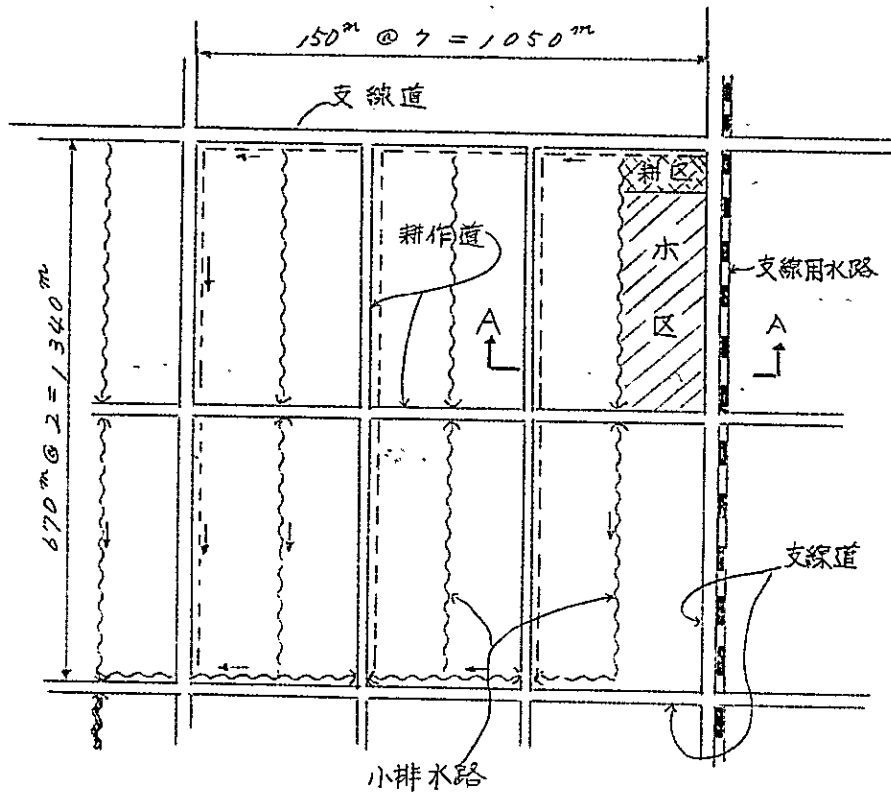 150ᵐ @ 7 = 1050ᵐ
支線道
耕区
耕作道
水区
支線用水路
A
A
670ᵐ @ 2 = 1340ᵐ
支線道
小排水路